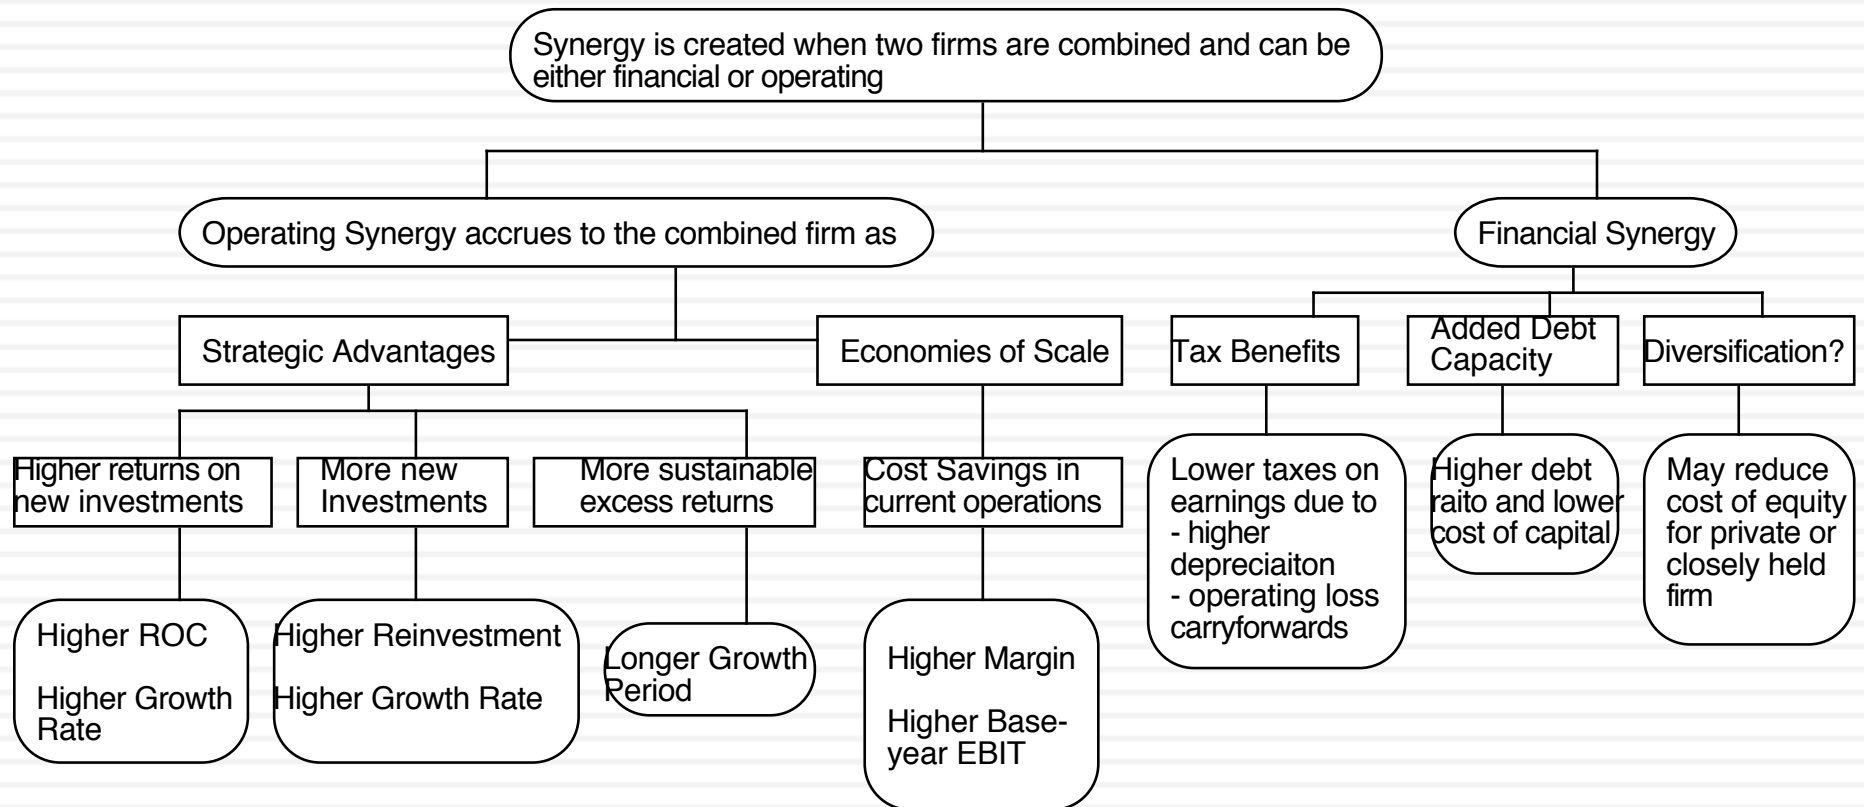 Synergy is created when two firms are combined and can be
either financial or operating
Operating Synergy accrues to the combined firm as
Financial Synergy
Strategic Advantages
Economies of Scale
Tax Benefits
Added Debt
Capacity
Diversification?
Higher returns on
new investments
More new
Investments
More sustainable
excess returns
Cost Savings in
current operations
Lower taxes on
earnings due to
- higher
depreciaiton
- operating loss
carryforwards
Higher debt
raito and lower
cost of capital
May reduce
cost of equity
for private or
closely held
firm
Higher ROC
Higher Growth
Rate
Higher Reinvestment
Higher Growth Rate
Longer Growth
Period
Higher Margin
Higher Base-
year EBIT